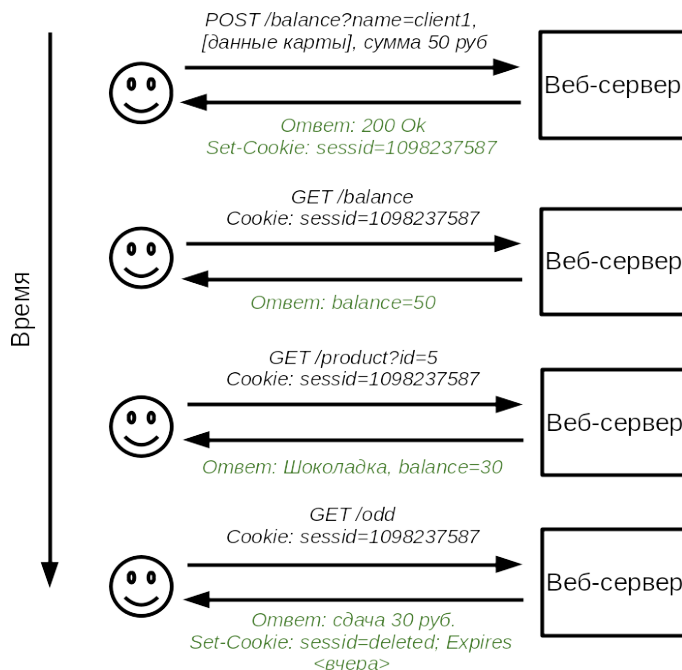 POST /balance?name=client1,
[данные карты], сумма 50 руб
Веб-сервер
Ответ: 200 Ok
Set-Cookie: sessid=1098237587
GET /balance
Cookie: sessid=1098237587
Веб-сервер
Ответ: balance=50
Время
GET /product?id=5
Cookie: sessid=1098237587
Веб-сервер
Ответ: Шоколадка, balance=30
GET /odd
Cookie: sessid=1098237587
Веб-сервер
Ответ: сдача 30 руб.
Set-Cookie: sessid=deleted; Expires
<вчера>